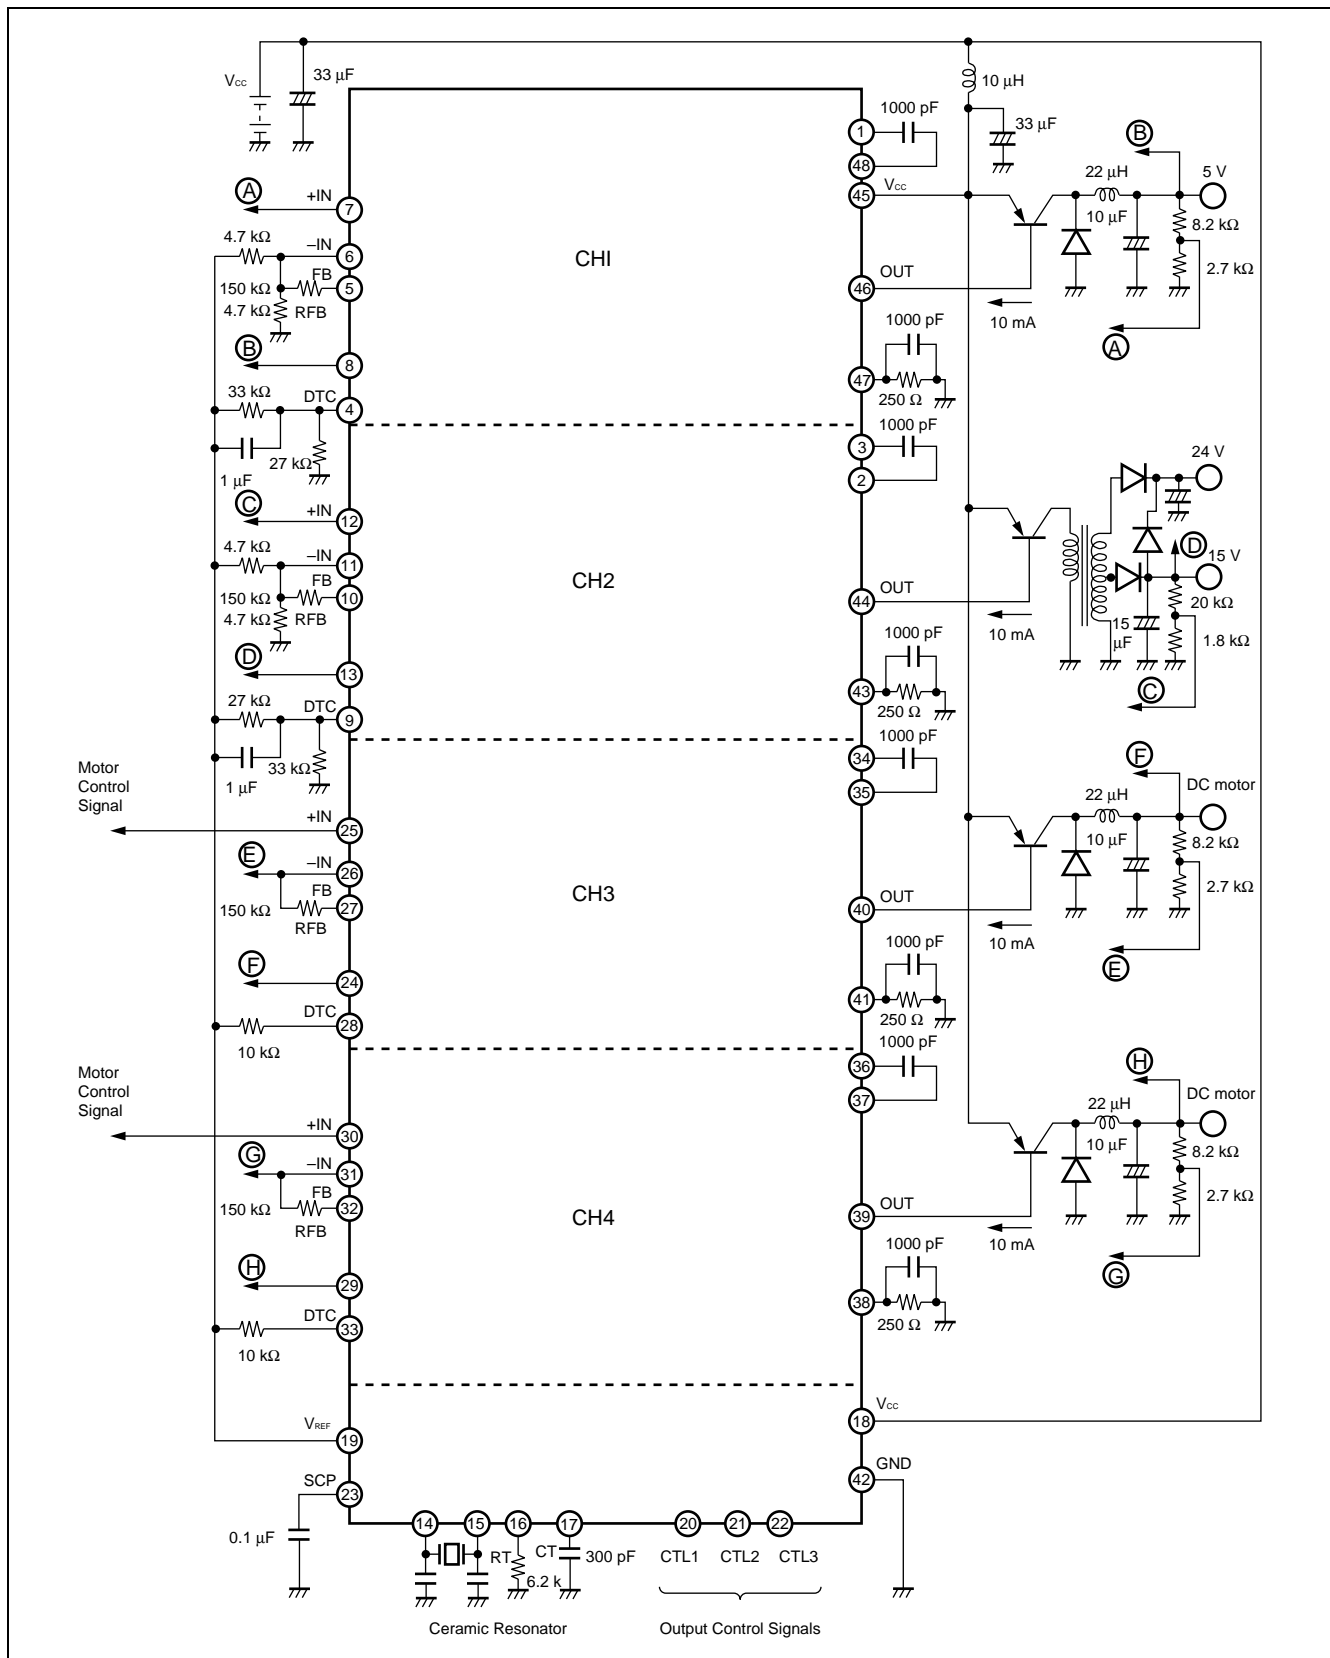 VCC
33 µF
10 µH
33 µF
1000 pF
1
48
VCC
45
B
22 µH
5 V
10 µF
8.2 kΩ
2.7 kΩ
A
+IN
7
4.7 kΩ
–IN
6
150 kΩ
FB
5
4.7 kΩ
RFB
CHI
OUT
46
10 mA
A
B
8
1000 pF
47
250 Ω
33 kΩ
DTC
4
27 kΩ
1 µF
1000 pF
3
2
C
+IN
12
4.7 kΩ
–IN
11
150 kΩ
FB
10
4.7 kΩ
RFB
CH2
OUT
44
10 mA
24 V
D
15 V
20 kΩ
15
µF
1.8 kΩ
C
D
13
1000 pF
43
250 Ω
27 kΩ
DTC
9
33 kΩ
1 µF
1000 pF
34
35
Motor
Control
Signal
+IN
25
E
–IN
26
FB
27
150 kΩ
RFB
CH3
OUT
40
10 mA
F
22 µH
DC motor
10 µF
8.2 kΩ
2.7 kΩ
E
F
24
1000 pF
41
250 Ω
DTC
28
10 kΩ
1000 pF
36
37
Motor
Control
Signal
+IN
30
G
–IN
31
FB
32
150 kΩ
RFB
CH4
OUT
39
10 mA
H
22 µH
DC motor
10 µF
8.2 kΩ
2.7 kΩ
G
H
29
1000 pF
38
250 Ω
DTC
33
10 kΩ
VCC
18
VREF
19
GND
42
SCP
23
0.1 µF
14
15
16
17
20
21
22
RT
6.2 k
CT
300 pF
CTL1
CTL2
CTL3
Ceramic Resonator
Output Control Signals